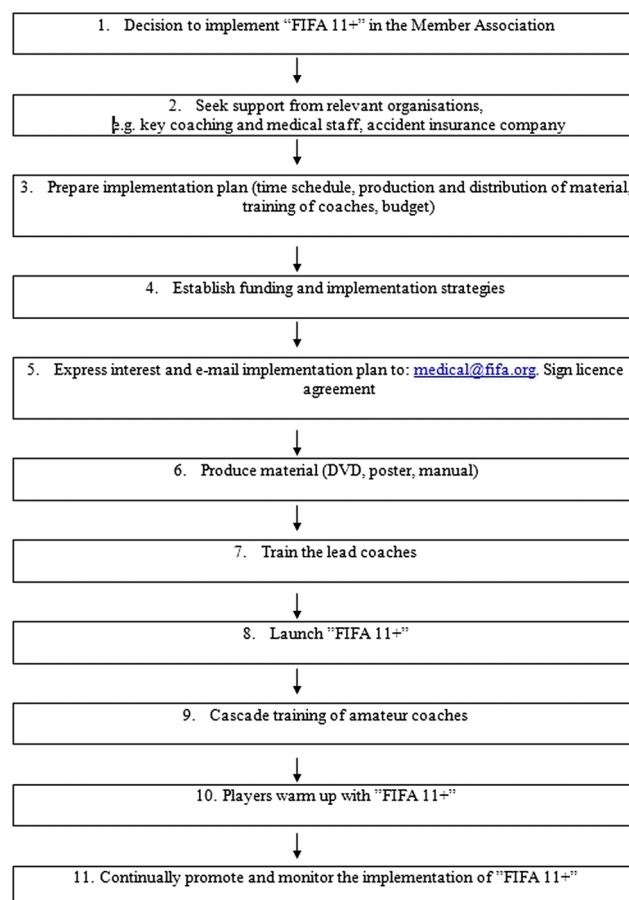 1. Decision to implement “FIFA 11+” in the Member Association
2. Seek support from relevant organisations,
e.g. key coaching and medical staff, accident insurance company
3. Prepare implementation plan (time schedule, production and distribution of material,
training of coaches, budget)
4. Establish funding and implementation strategies
5. Express interest and e-mail implementation plan to: medical@fifa.org. Sign licence
agreement
6. Produce material (DVD, poster, manual)
7. Train the lead coaches
8. Launch ”FIFA 11+”
9. Cascade training of amateur coaches
10. Players warm up with ”FIFA 11+”
11. Continually promote and monitor the implementation of ”FIFA 11+”